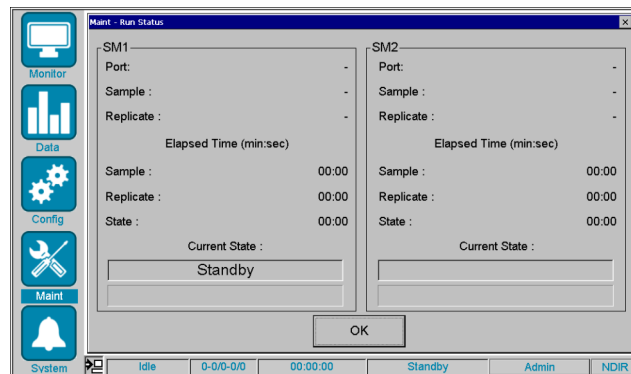 Maint - Run Status
Monitor
Data
Config
Maint
System
SM1
Port: -
Sample : -
Replicate : -
Elapsed Time (min:sec)
Sample : 00:00
Replicate : 00:00
State : 00:00
Current State :
Standby
SM2
Port: -
Sample : -
Replicate : -
Elapsed Time (min:sec)
Sample : 00:00
Replicate : 00:00
State : 00:00
Current State :
OK
Idle 0-0/0-0/0 00:00:00 Standby Admin NDIR